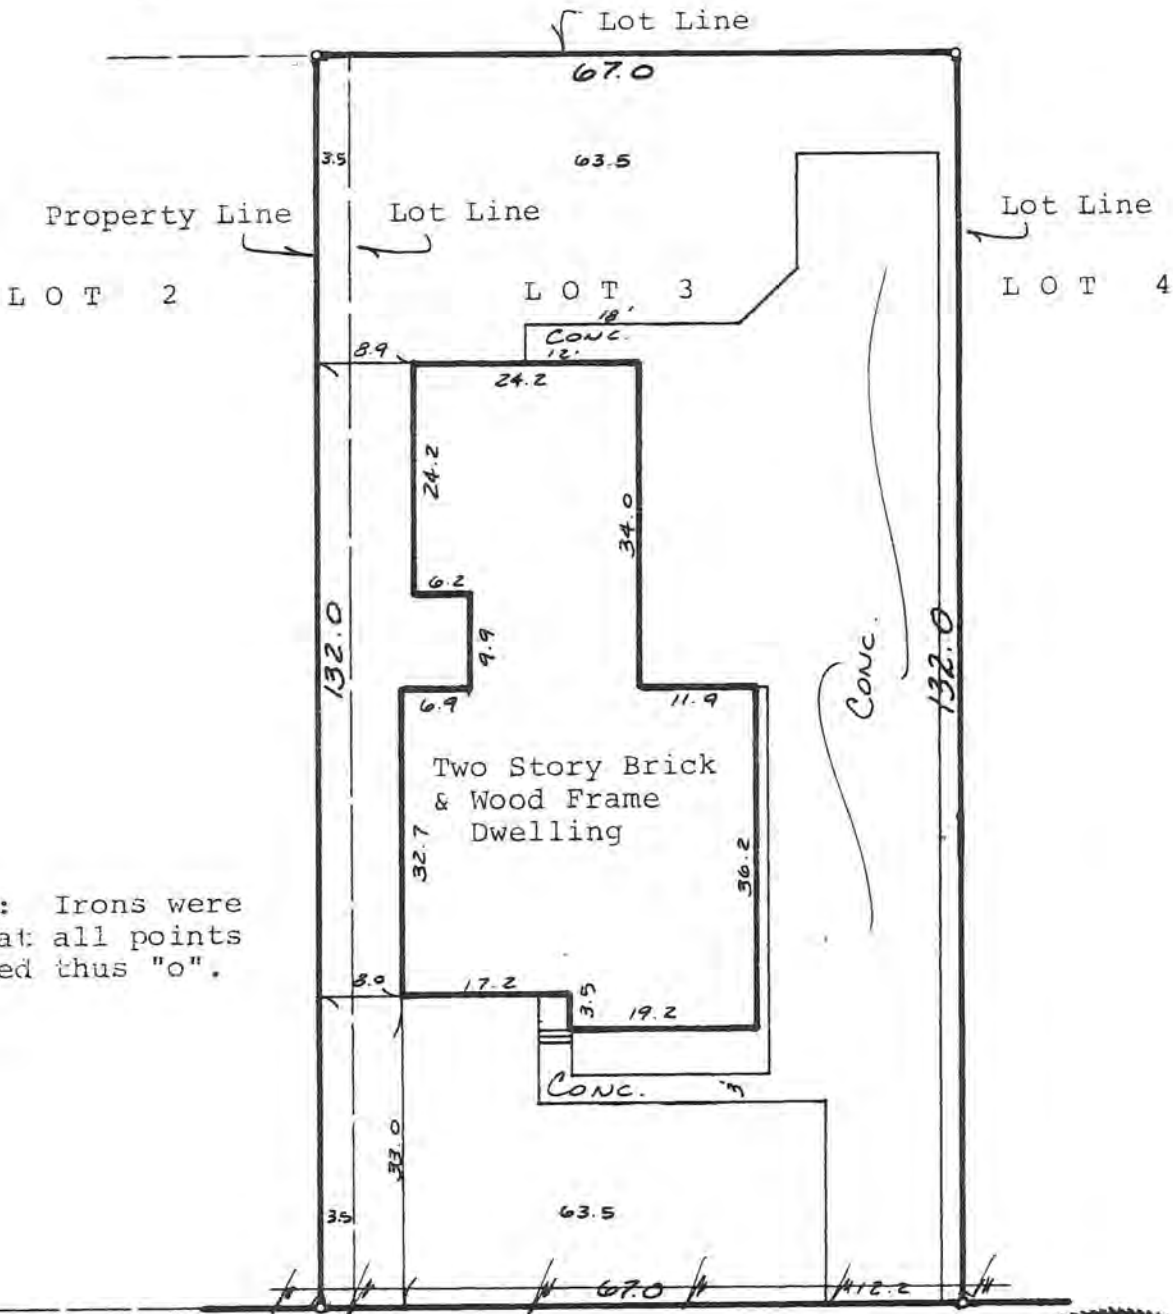 Lot Line
67.0
3.5
63.5
Property Line
Lot Line
Lot Line
LOT 2
LOT 3
LOT 4
18'
CONC.
12'
8.9
24.2
24.2
34.0
6.2
9.9
132.0
6.9
11.9
CONC.
132.0
Two Story Brick
& Wood Frame
Dwelling
32.7
36.2
: Irons were
at all points
ed thus "o".
8.0
17.2
3.5
19.2
CONC.
3'
33.0
3.5
63.5
67.0
12.2